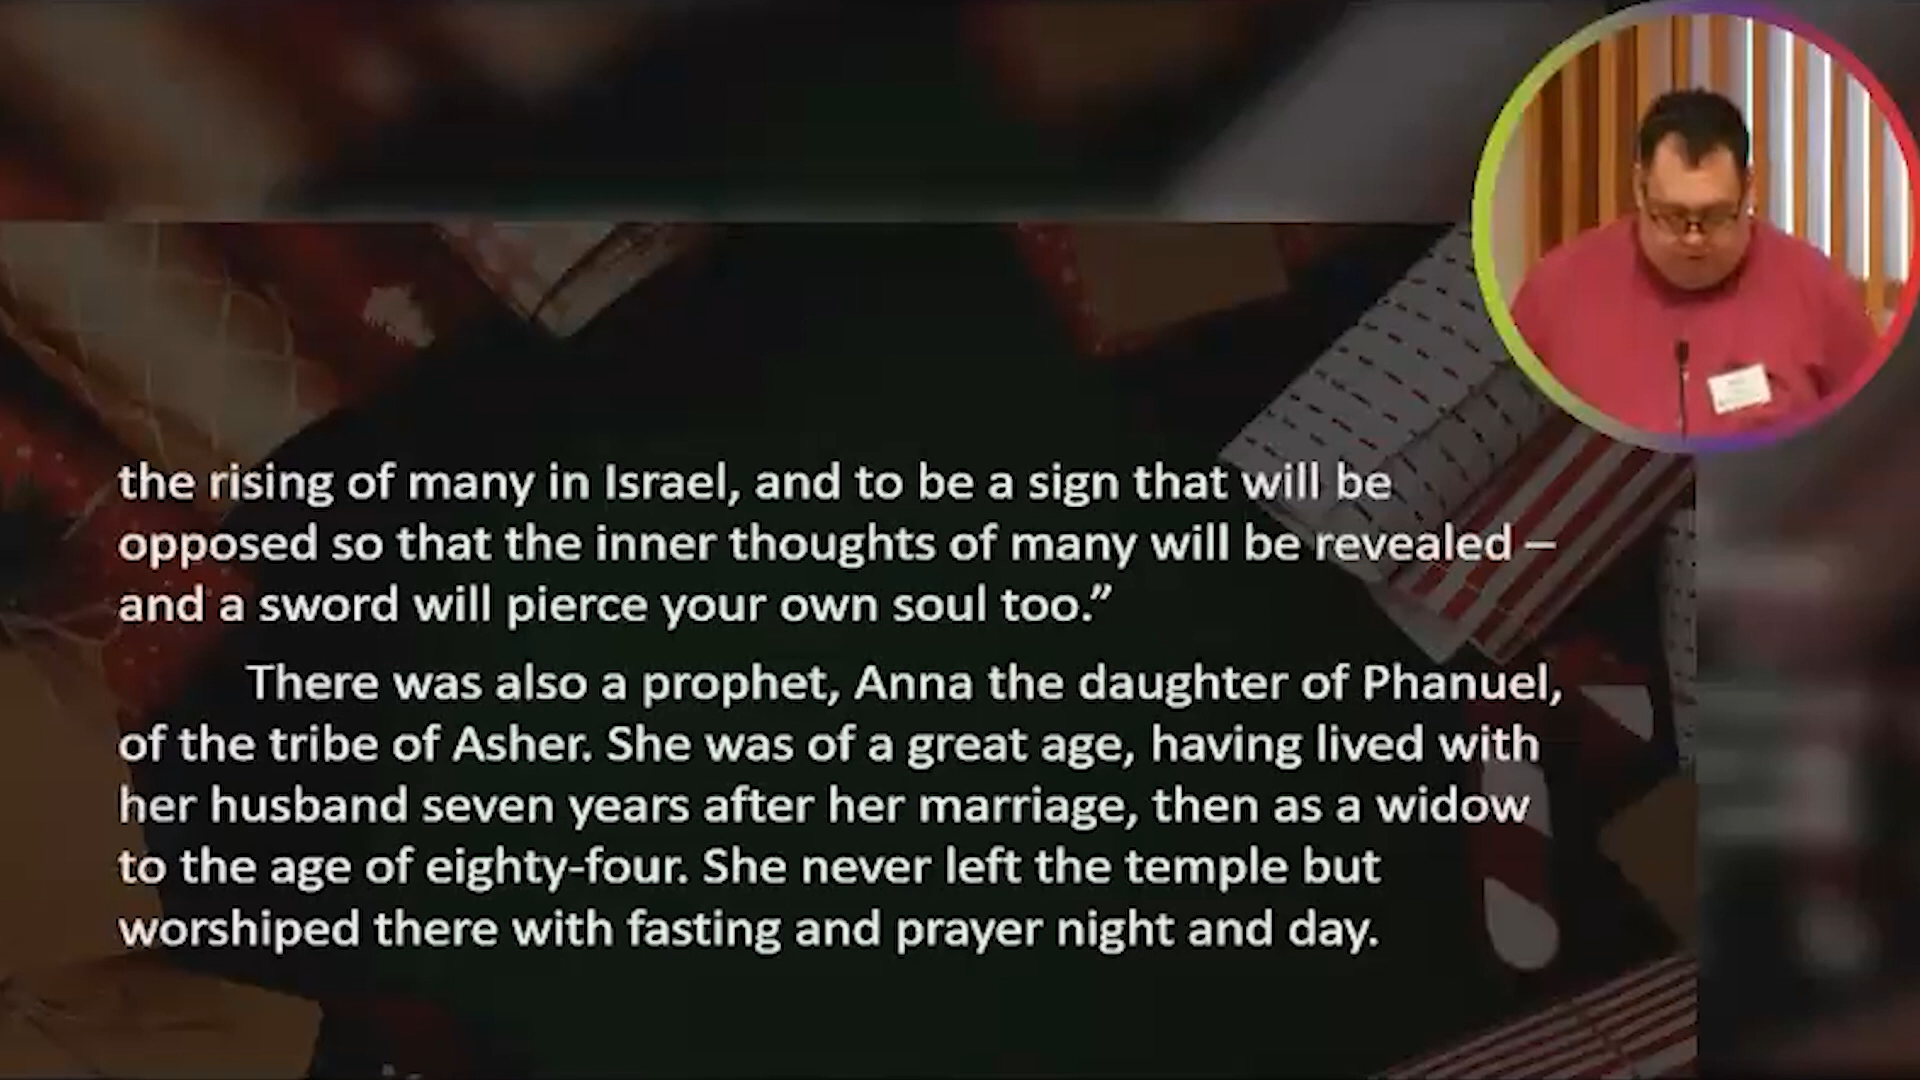 the rising of many in Israel, and to be a sign that will be
opposed so that the inner thoughts of many will be revealed –
and a sword will pierce your own soul too.”
There was also a prophet, Anna the daughter of Phanuel,
of the tribe of Asher. She was of a great age, having lived with
her husband seven years after her marriage, then as a widow
to the age of eighty-four. She never left the temple but
worshiped there with fasting and prayer night and day.